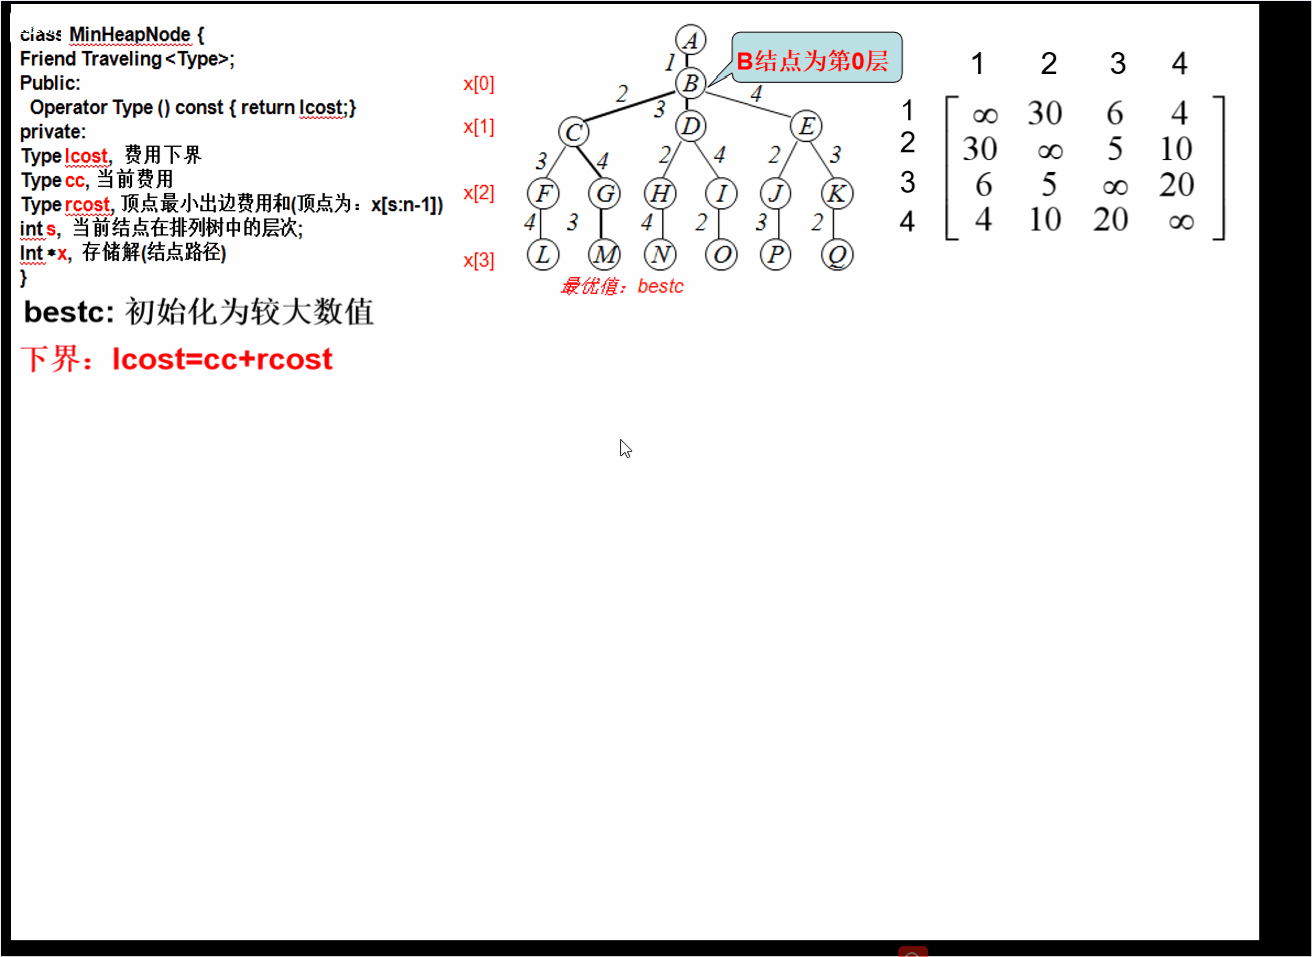 class MinHeapNode {
Friend Traveling<Type>;
Public:
Operator Type () const { return lcost;}
private:
Type lcost, 费用下界
Type cc, 当前费用
Type rcost, 顶点最小出边费用和(顶点为：x[s:n-1])
int s, 当前结点在排列树中的层次;
Int *x, 存储解(结点路径)
}
bestc: 初始化为较大数值
下界：lcost=cc+rcost
A
1
B结点为第0层
x[0]
B
2
3
4
x[1]
C
D
E
3
4
2
4
2
3
x[2]
F
G
H
I
J
K
4
3
4
2
3
2
x[3]
L
M
N
O
P
Q
最优值：bestc
1 2 3 4
1 ∞ 30 6 4
2 30 ∞ 5 10
3 6 5 ∞ 20
4 4 10 20 ∞